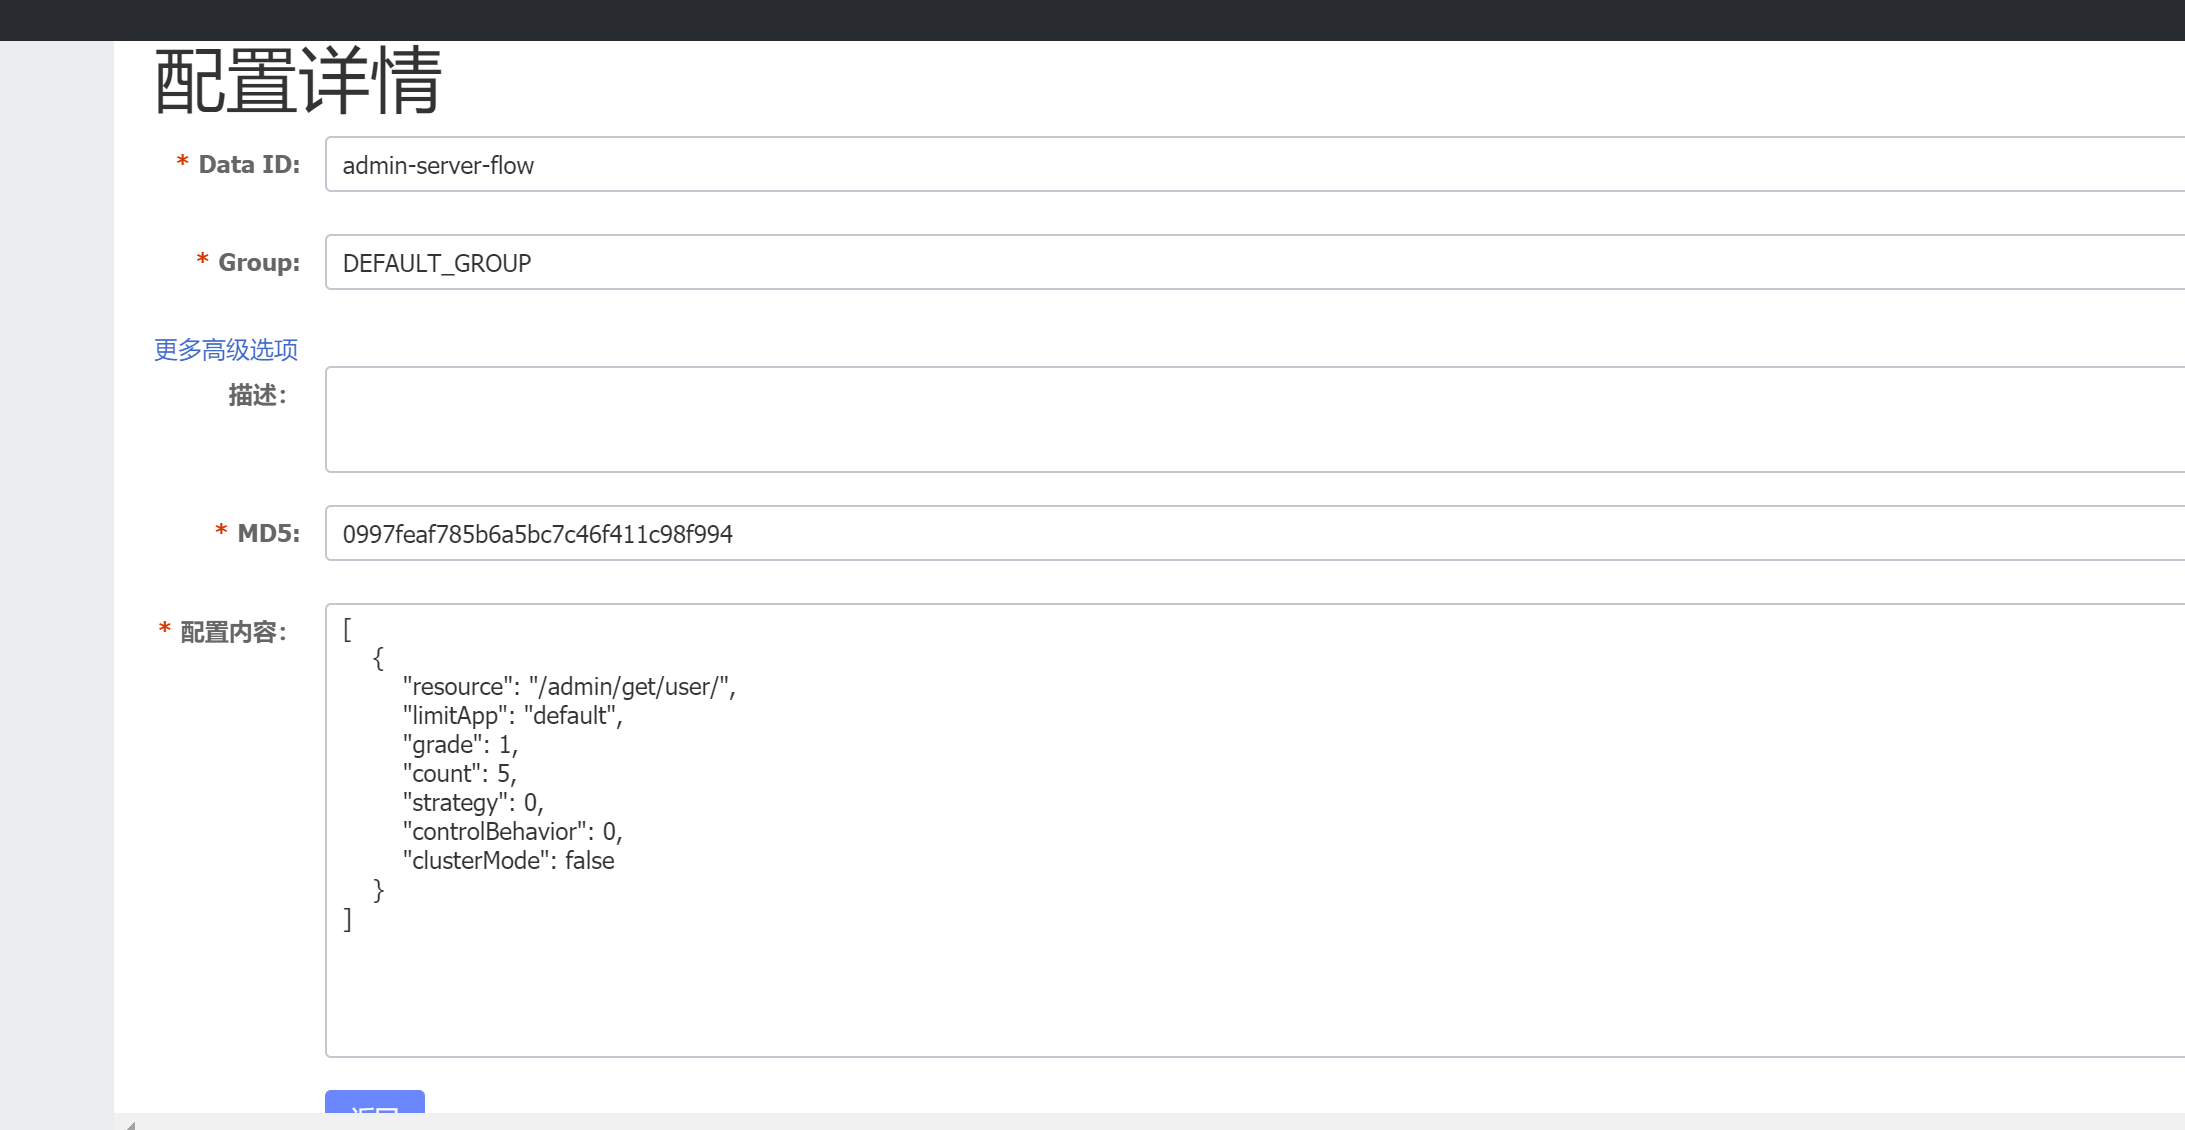 配置详情
* Data ID: admin-server-flow
* Group: DEFAULT_GROUP
更多高级选项
描述：
* MD5: 0997feaf785b6a5bc7c46f411c98f994
* 配置内容：
[
{
"resource": "/admin/get/user/",
"limitApp": "default",
"grade": 1,
"count": 5,
"strategy": 0,
"controlBehavior": 0,
"clusterMode": false
}
]
返回